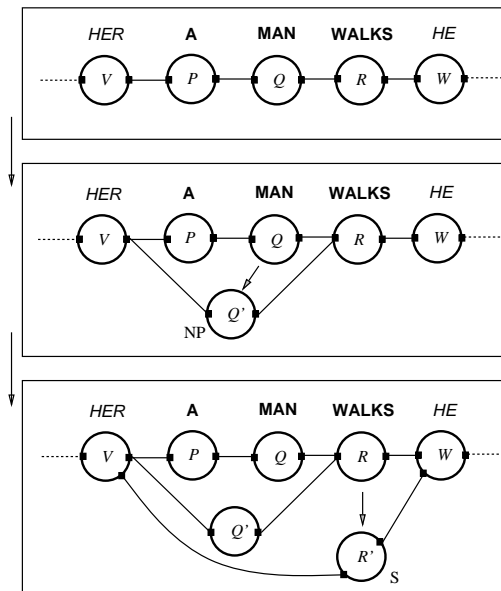 HER A MAN WALKS HE
V P Q R W
HER A MAN WALKS HE
V P Q R W
Q’
NP
HER A MAN WALKS HE
V P Q R W
Q’
R’
S